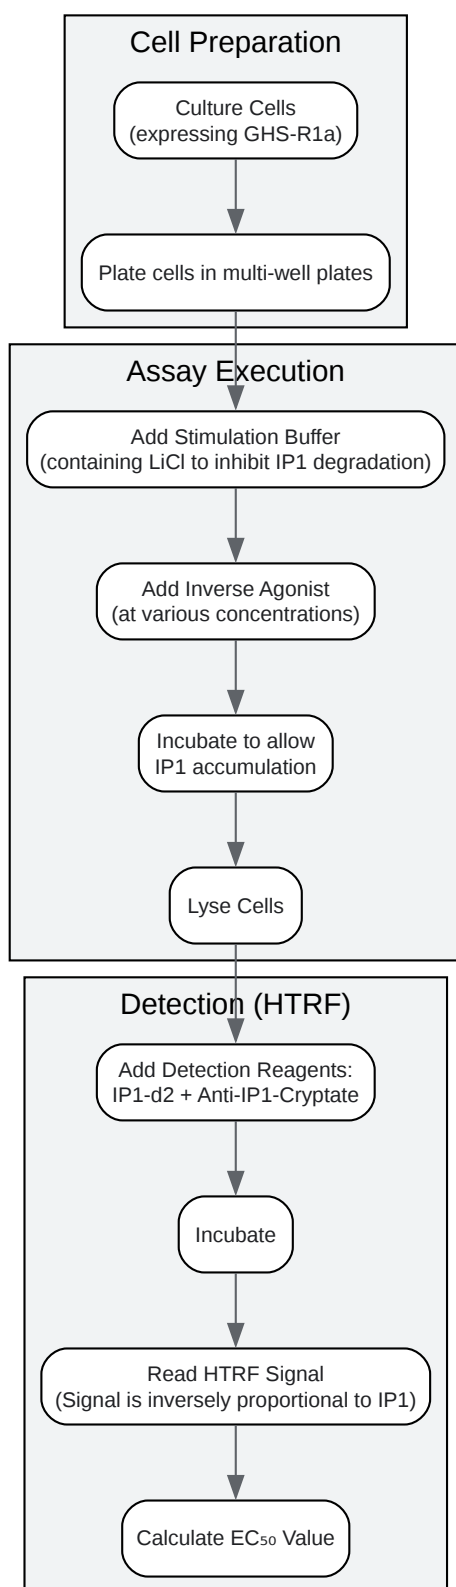 Cell Preparation
Culture Cells
(expressing GHS-R1a)
Plate cells in multi-well plates
Assay Execution
Add Stimulation Buffer
(containing LiCl to inhibit IP1 degradation)
Add Inverse Agonist
(at various concentrations)
Incubate to allow
IP1 accumulation
Lyse Cells
Detection (HTRF)
Add Detection Reagents:
IP1-d2 + Anti-IP1-Cryptate
Incubate
Read HTRF Signal
(Signal is inversely proportional to IP1)
Calculate EC₅₀ Value